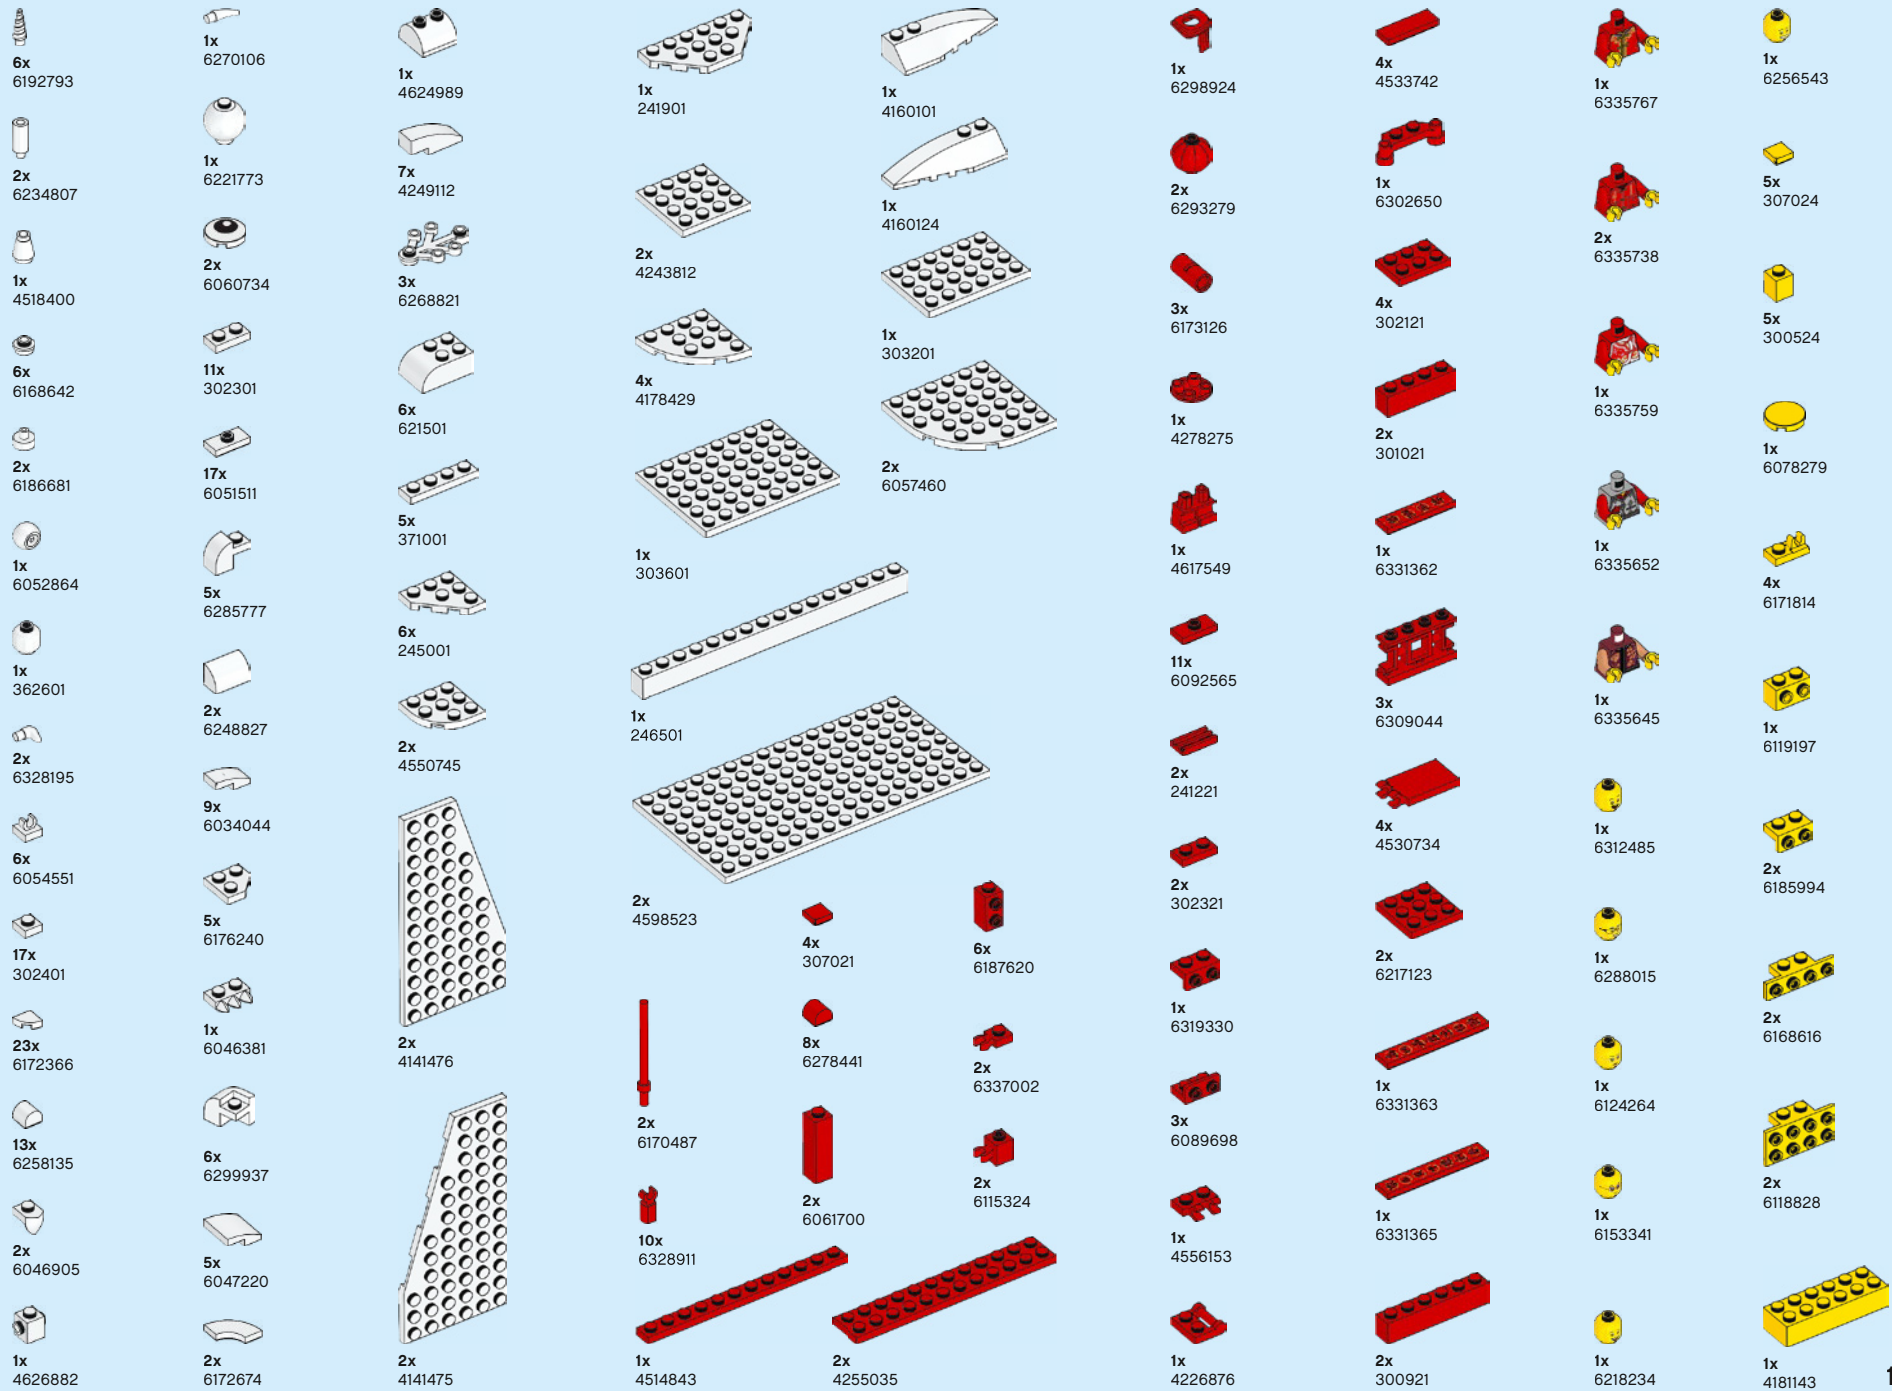 6x
6192793
2x
6234807
1x
4518400
6x
6168642
2x
6186681
1x
6052864
1x
362601
2x
6328195
6x
6054551
17x
302401
23x
6172366
13x
6258135
2x
6046905
1x
4626882
1x
6270106
1x
6221773
2x
6060734
11x
302301
17x
6051511
5x
6285777
2x
6248827
9x
6034044
5x
6176240
1x
6046381
6x
6299937
5x
6047220
2x
6172674
1x
4624989
7x
4249112
3x
6268821
6x
621501
5x
371001
6x
245001
2x
4550745
2x
4141476
2x
4141475
1x
241901
2x
4243812
4x
4178429
1x
303601
1x
246501
2x
4598523
1x
4160101
1x
4160124
1x
303201
2x
6057460
2x
6170487
10x
6328911
1x
4514843
4x
307021
8x
6278441
2x
6061700
2x
4255035
6x
6187620
2x
6337002
2x
6115324
1x
6298924
2x
6293279
3x
6173126
1x
4278275
1x
4617549
11x
6092565
2x
241221
2x
302321
1x
6319330
3x
6089698
1x
4556153
1x
4226876
4x
4533742
1x
6302650
4x
302121
2x
301021
1x
6331362
3x
6309044
4x
4530734
2x
6217123
1x
6331363
1x
6331365
2x
300921
1x
6335767
2x
6335738
1x
6335759
1x
6335652
1x
6335645
1x
6312485
1x
6288015
1x
6124264
1x
6153341
1x
6218234
1x
6256543
5x
307024
5x
300524
1x
6078279
4x
6171814
1x
6119197
2x
6185994
2x
6168616
2x
6118828
1x
4181143